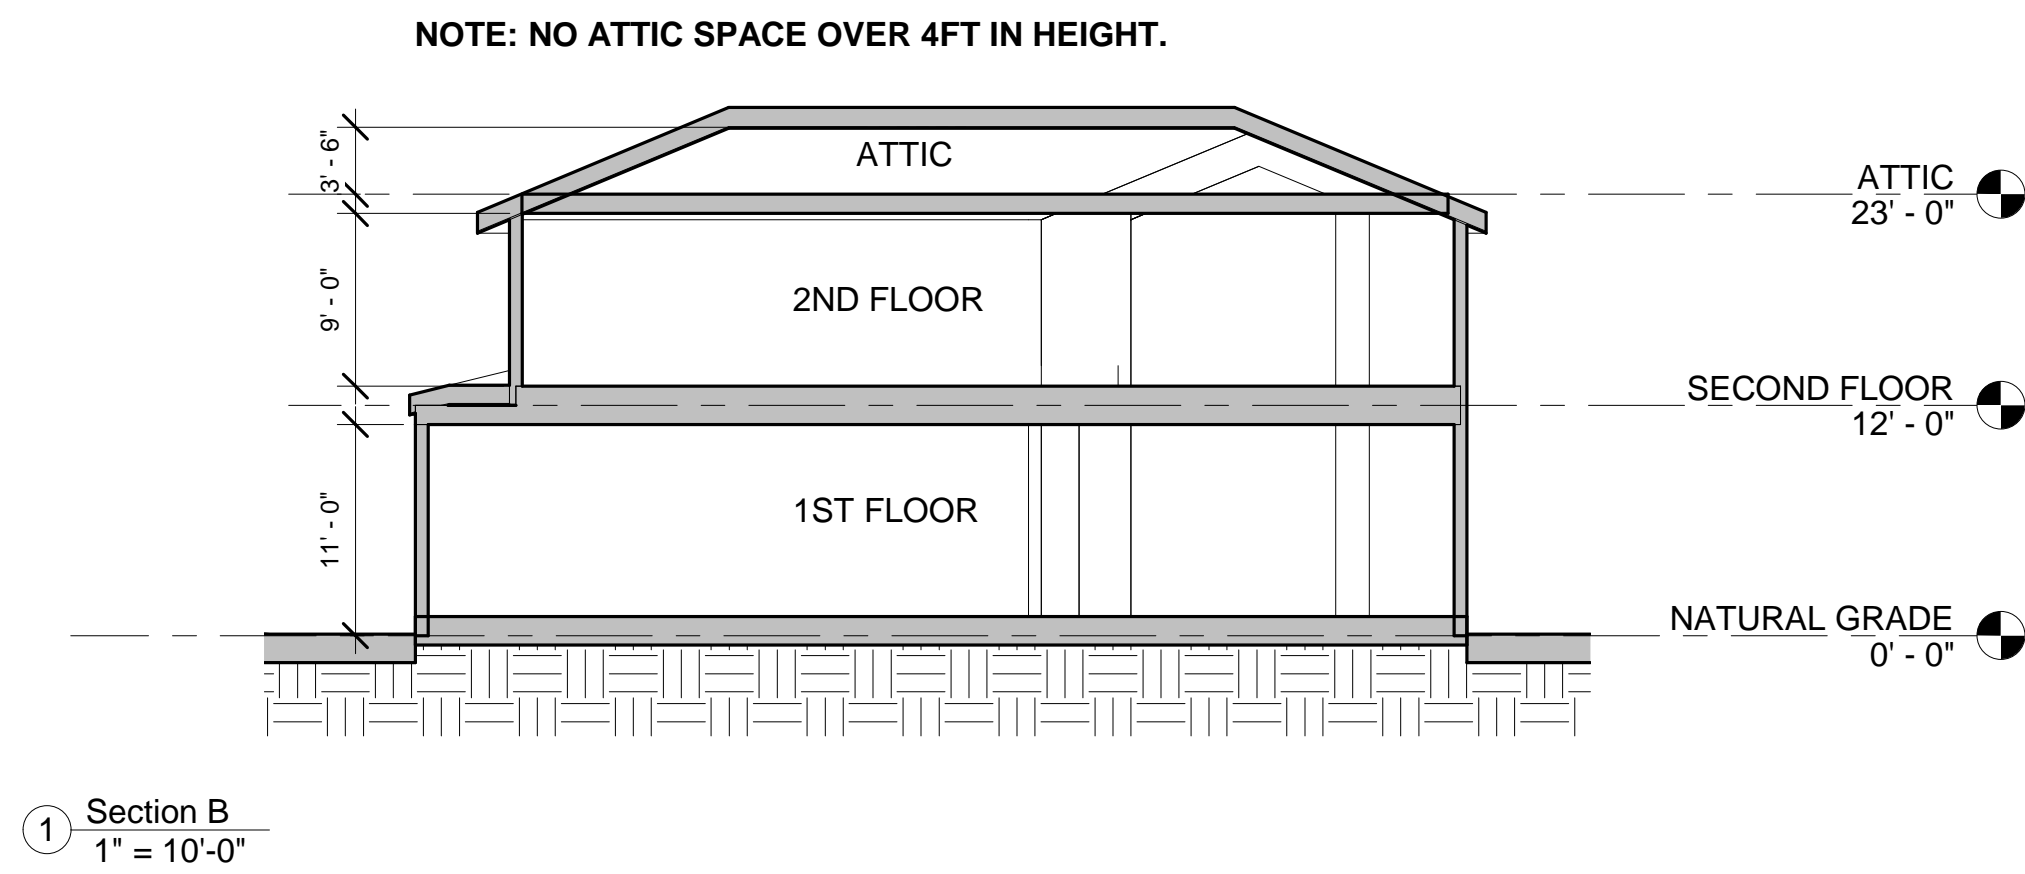 NOTE: NO ATTIC SPACE OVER 4FT IN HEIGHT.
3' - 6"
ATTIC
ATTIC
23' - 0"
9' - 0"
2ND FLOOR
SECOND FLOOR
12' - 0"
11' - 0"
1ST FLOOR
NATURAL GRADE
0' - 0"
1
Section B
1" = 10'-0"